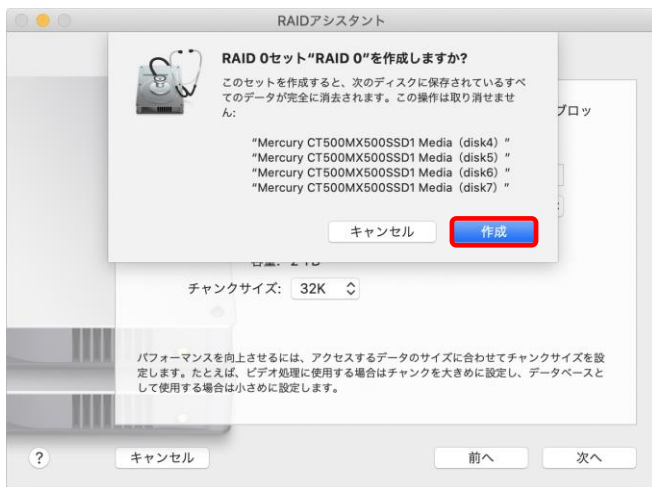 RAIDアシスタント
RAID 0セット“RAID 0”を作成しますか?
このセットを作成すると、次のディスクに保存されているすべ
てのデータが完全に消去されます。この操作は取り消せませ
ん:
“Mercury CT500MX500SSD1 Media（disk4）”
“Mercury CT500MX500SSD1 Media（disk5）”
“Mercury CT500MX500SSD1 Media（disk6）”
“Mercury CT500MX500SSD1 Media（disk7）”
ブロッ
キャンセル 作成
チャンクサイズ: 32K
パフォーマンスを向上させるには、アクセスするデータのサイズに合わせてチャンクサイズを設
定します。たとえば、ビデオ処理に使用する場合はチャンクを大きめに設定し、データベースと
して使用する場合は小さめに設定します。
? キャンセル 前へ 次へ